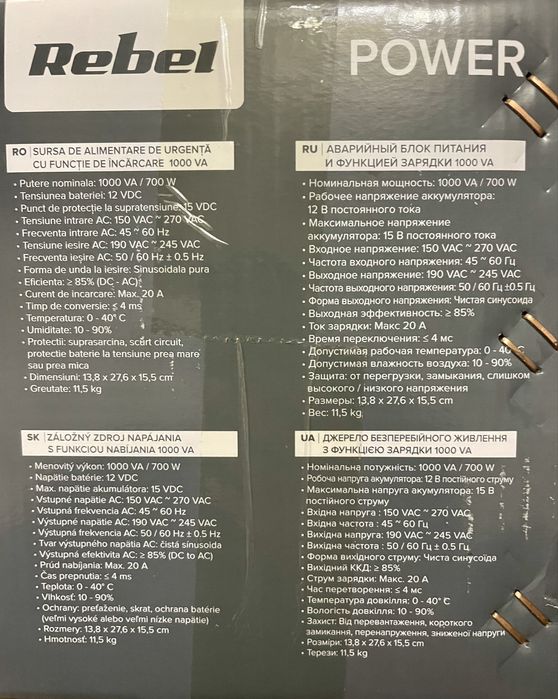 Rebel
POWER
RO | SURSA DE ALIMENTARE DE URGENȚĂ
CU FUNCȚIE DE ÎNCĂRCARE 1000 VA
• Putere nominala: 1000 VA / 700 W
• Tensiunea bateriei: 12 VDC
• Punct de protecție la supratensiune: 15 VDC
• Tensiune intrare AC: 150 VAC ~ 270 VAC
• Frecventa intrare AC: 45 ~ 60 Hz
• Tensiune iesire AC: 190 VAC ~ 245 VAC
• Frecventa ieșire AC: 50 / 60 Hz ± 0.5 Hz
• Forma de unda la iesire: Sinusoidala pura
• Eficienta: ≥ 85% (DC - AC)
• Curent de incarcare: Max. 20 A
• Timp de conversie: ≤ 4 ms
• Temperatura: 0 - 40° C
• Umiditate: 10 - 90%
• Protectii: suprasarcina, scurt circuit,
protectie baterie la tensiune prea mare
sau prea mica
• Dimensiuni: 13,8 x 27,6 x 15,5 cm
• Greutate: 11,5 kg
RU | АВАРИЙНЫЙ БЛОК ПИТАНИЯ
И ФУНКЦИЕЙ ЗАРЯДКИ 1000 VA
• Номинальная мощность: 1000 VA / 700 W
• Рабочее напряжение аккумулятора:
12 В постоянного тока
• Максимальное напряжение
аккумулятора: 15 В постоянного тока
• Входное напряжение: 150 VAC ~ 270 VAC
• Частота входного напряжения: 45 ~ 60 Гц
• Выходное напряжение: 190 VAC ~ 245 VAC
• Частота выходного напряжения: 50 / 60 Гц ±0.5 Гц
• Форма выходного напряжения: Чистая синусоида
• Выходная эффективность: ≥ 85%
• Ток зарядки: Макс 20 A
• Время переключения: ≤ 4 мс
• Допустимая рабочая температура: 0 - 40° C
• Допустимая влажность воздуха: 10 - 90%
• Защита: от перегрузки, замыкания, слишком
высокого / низкого напряжения
• Размеры: 13,8 x 27,6 x 15,5 cm
• Вес: 11,5 kg
SK | ZÁLOŽNÝ ZDROJ NAPÁJANIA
S FUNKCIOU NABÍJANIA 1000 VA
• Menovitý výkon: 1000 VA / 700 W
• Napätie batérie: 12 VDC
• Max. napätie akumulátora: 15 VDC
• Vstupné napätie AC: 150 VAC ~ 270 VAC
• Vstupná frekvencia AC: 45 ~ 60 Hz
• Výstupné napätie AC: 190 VAC ~ 245 VAC
• Výstupná frekvencia AC: 50 / 60 Hz ± 0.5 Hz
• Tvar výstupného napätia AC: čistá sínusoida
• Výstupná efektivita AC: ≥ 85% (DC to AC)
• Prúd nabíjania: Max. 20 A
• Čas prepnutia: ≤ 4 ms
• Teplota: 0 - 40° C
• Vlhkosť: 10 - 90%
• Ochrany: preťaženie, skrat, ochrana batérie
(veľmi vysoké alebo veľmi nízke napätie)
• Rozmery: 13,8 x 27,6 x 15,5 cm
• Hmotnosť: 11,5 kg
UA | ДЖЕРЕЛО БЕЗПЕРЕБІЙНОГО ЖИВЛЕННЯ
З ФУНКЦІЄЮ ЗАРЯДКИ 1000 VA
• Номінальна потужність: 1000 VA / 700 W
• Робоча напруга акумулятора: 12 В постійного струму
• Максимальна напруга акумулятора: 15 В
постійного струму
• Вхідна напруга : 150 VAC ~ 270 VAC
• Вхідна частота : 45 ~ 60 Гц
• Вихідна напруга: 190 VAC ~ 245 VAC
• Вихідна частота : 50 / 60 Гц ± 0.5 Гц
• Форма вихідного струму: Чиста синусоїда
• Вихідний ККД: ≥ 85%
• Струм зарядки: Макс. 20 A
• Час перетворення: ≤ 4 мс
• Температура довкілля: 0 - 40° C
• Вологість довкілля: 10 - 90%
• Захист: Від перевантаження, короткого
замикання, перенапруження, зниженої напруги
• Розміри: 13,8 x 27,6 x 15,5 cm
• Терези: 11,5 kg